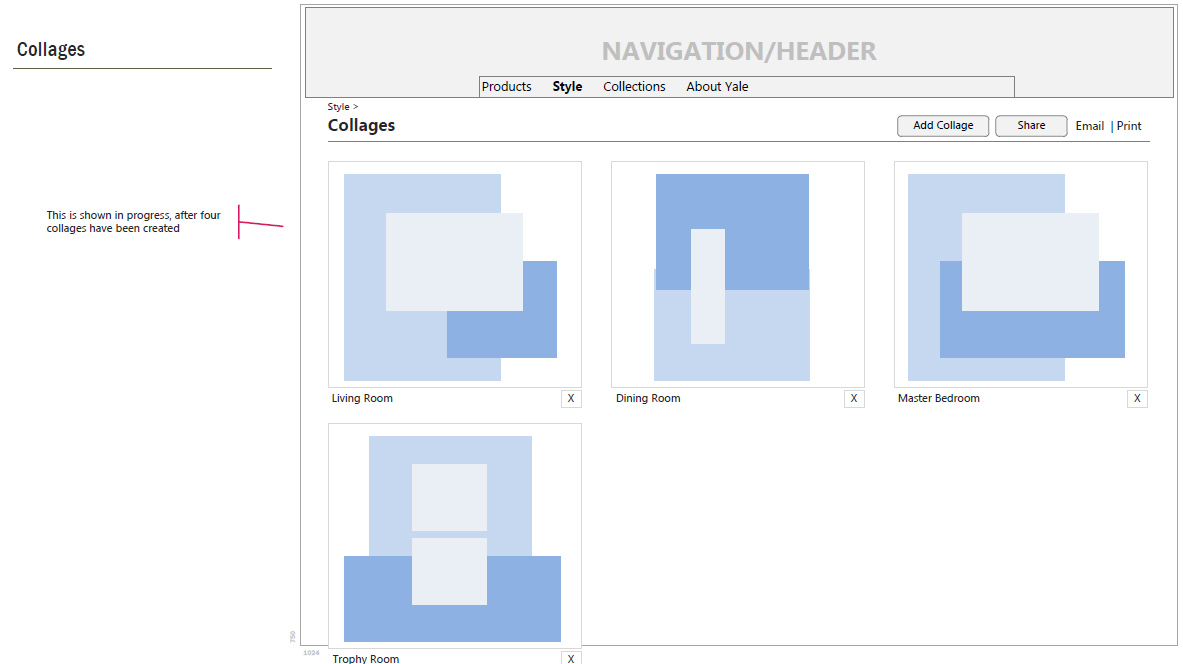 Collages
NAVIGATION/HEADER
Products Style Collections About Yale
Style >
Collages
Add Collage Share Email | Print
This is shown in progress, after four
collages have been created
Living Room X
Dining Room X
Master Bedroom X
750
1024
Trophy Room X